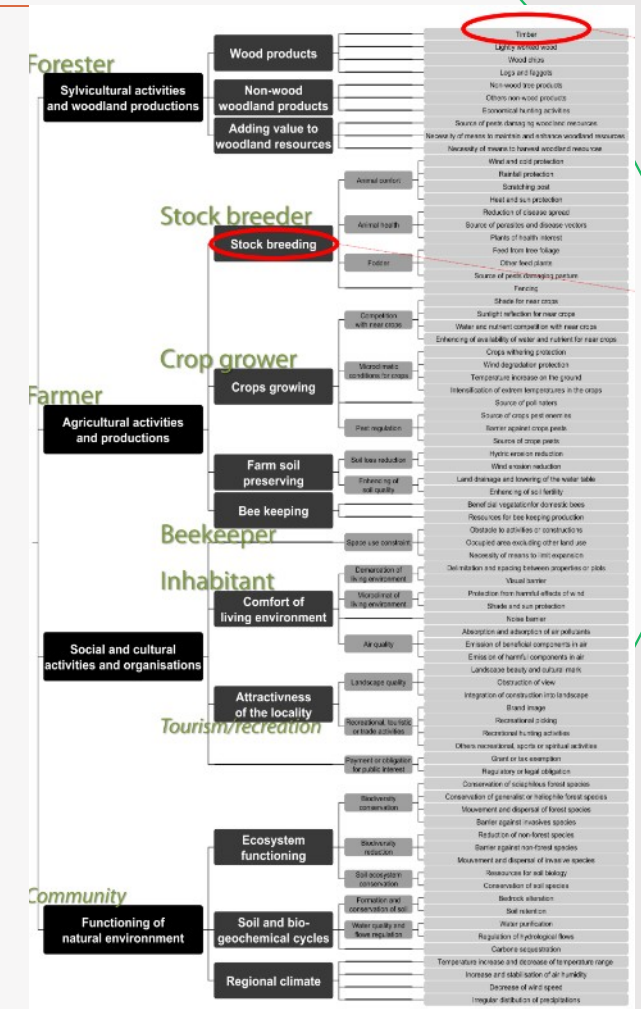 Forester
Sylvicultural activities
and woodland productions
Wood products
Timber
Lightly worked wood
Wood chips
Logs and faggots
Non-wood
woodland products
Non-wood tree products
Others non-wood products
Economical hunting activities
Adding value to
woodland resources
Source of pests damaging woodland resources
Necessity of means to maintain and enhance woodland resources
Necessity of means to harvest woodland resources
Farmer
Agricultural activities
and productions
Stock breeder
Stock breeding
Animal comfort
Wind and cold protection
Rainfall protection
Scratching post
Heat and sun protection
Animal health
Reduction of disease spread
Source of parasites and disease vectors
Plants of health interest
Fodder
Feed from tree foliage
Other feed plants
Source of pests damaging pasture
Fencing
Crop grower
Crops growing
Competition
with near crops
Shade for near crops
Sunlight reflection for near crops
Water and nutrient competition with near crops
Enhencing of availability of water and nutrient for near crops
Microclimatic
conditions for crops
Crops withering protection
Wind degradation protection
Temperature increase on the ground
Intensification of extrem temperatures in the crops
Source of pollinators
Pest regulation
Source of crops pest enemies
Barrier against crops pests
Source of crops pests
Farm soil
preserving
Soil loss reduction
Hydric erosion reduction
Wind erosion reduction
Enhencing of
soil quality
Land drainage and lowering of the water table
Enhencing of soil fertility
Bee keeping
Beneficial vegetation for domestic bees
Resources for bee keeping production
Beekeeper
Social and cultural
activities and organisations
Space use constraint
Obstacle to activities or constructions
Occupied area excluding other land use
Necessity of means to limit expansion
Inhabitant
Comfort of
living environment
Demarcation of
living environment
Delimitation and spacing between properties or plots
Visual barrier
Microclimat of
living environment
Protection from harmful effects of wind
Shade and sun protection
Noise barrier
Air quality
Absorption and adsorption of air pollutants
Emission of beneficial components in air
Emission of harmful components in air
Attractivness
of the locality
Tourism/recreation
Landscape quality
Landscape beauty and cultural mark
Obstruction of view
Integration of construction into landscape
Recreational, touristic
or trade activities
Brand image
Recreational picking
Recretional hunting activities
Others recreational, sports or spiritual activities
Payment or obligation
for public interest
Grant or tax exemption
Regulatory or legal obligation
Community
Functioning of
natural environnment
Ecosystem
functioning
Biodiversity
conservation
Conservation of sciaphilous forest species
Conservation of generalist or heliophile forest species
Mouvement and dispersal of forest species
Barrier against invasives species
Biodiversity
reduction
Reduction of non-forest species
Barrier against non-forest species
Mouvement and dispersal of invasive species
Soil ecosystem
conservation
Ressources for soil biology
Conservation of soil species
Soil and bio-
geochemical cycles
Formation and
conservation of soil
Bedrock alteration
Soil retention
Water quality and
flows regulation
Water purification
Regulation of hydrological flows
Carbone sequestration
Regional climate
Temperature increase and decrease of temperature range
Increase and stabilisation of air humidity
Decrease of wind speed
Irregular distibution of precipitations